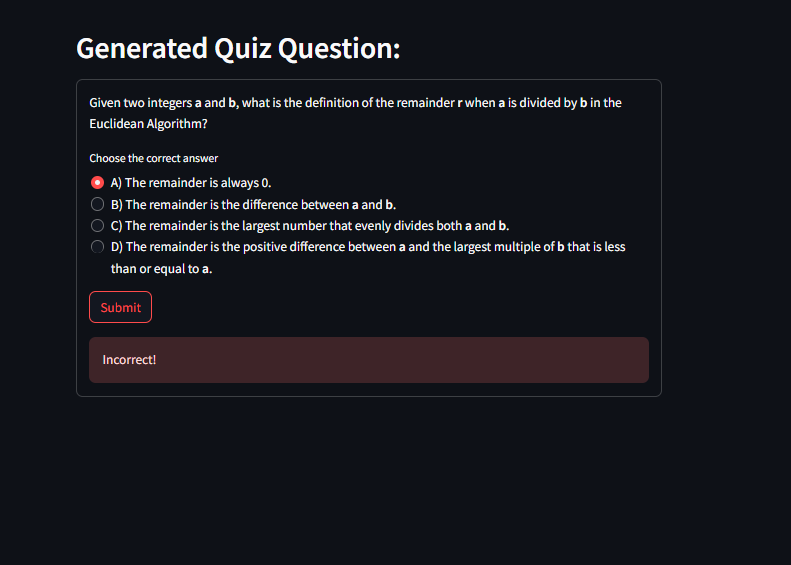 Generated Quiz Question:
Given two integers a and b, what is the definition of the remainder r when a is divided by b in the
Euclidean Algorithm?
Choose the correct answer
A) The remainder is always 0.
B) The remainder is the difference between a and b.
C) The remainder is the largest number that evenly divides both a and b.
D) The remainder is the positive difference between a and the largest multiple of b that is less
than or equal to a.
Submit
Incorrect!